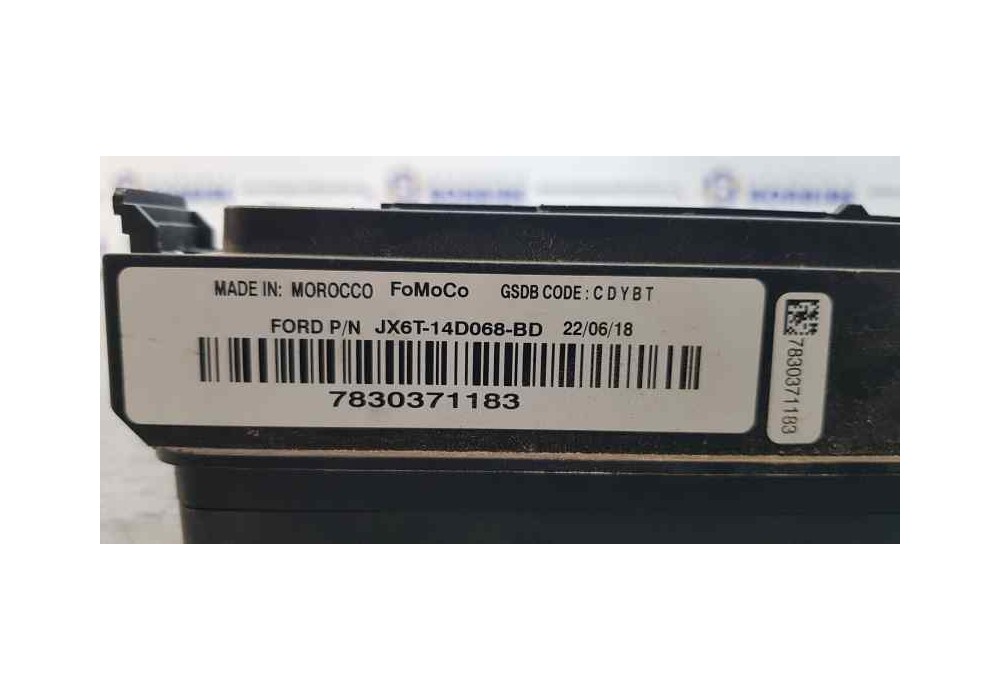 MADE IN: MOROCCO FoMoCo GSDB CODE: CDYBT
FORD P/N JX6T-14D068-BD 22/06/18
7830371183
7830371183